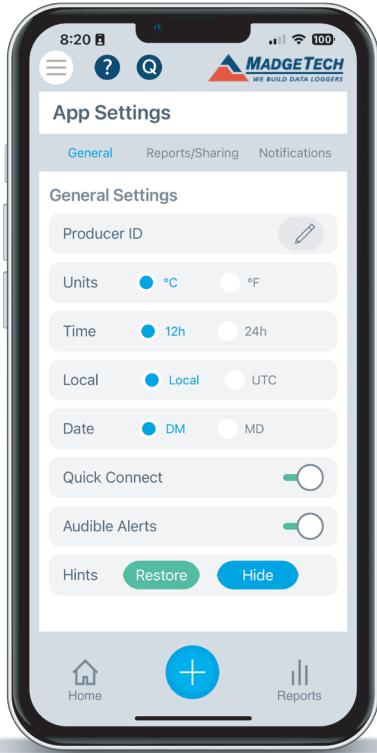 8:20
100
?
Q
MADGETECH
WE BUILD DATA LOGGERS
App Settings
General Reports/Sharing Notifications
General Settings
Producer ID
Units °C °F
Time 12h 24h
Local Local UTC
Date DM MD
Quick Connect
Audible Alerts
Hints Restore Hide
Home
Reports